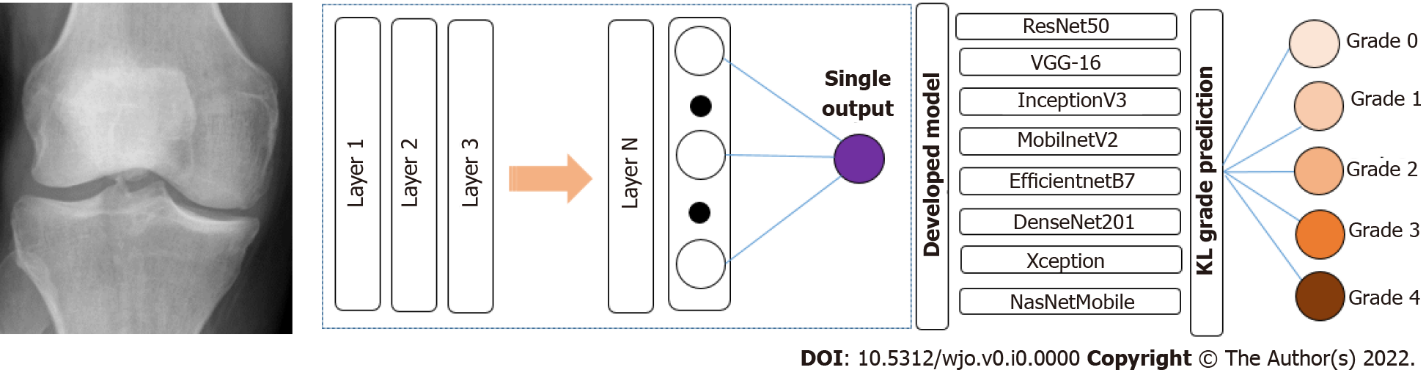 Layer 1
Layer 2
Layer 3
Layer N
Single
output
Developed model
ResNet50
VGG-16
InceptionV3
MobilnetV2
EfficientnetB7
DenseNet201
Xception
NasNetMobile
KL grade prediction
Grade 0
Grade 1
Grade 2
Grade 3
Grade 4
DOI: 10.5312/wjo.v0.i0.0000 Copyright © The Author(s) 2022.